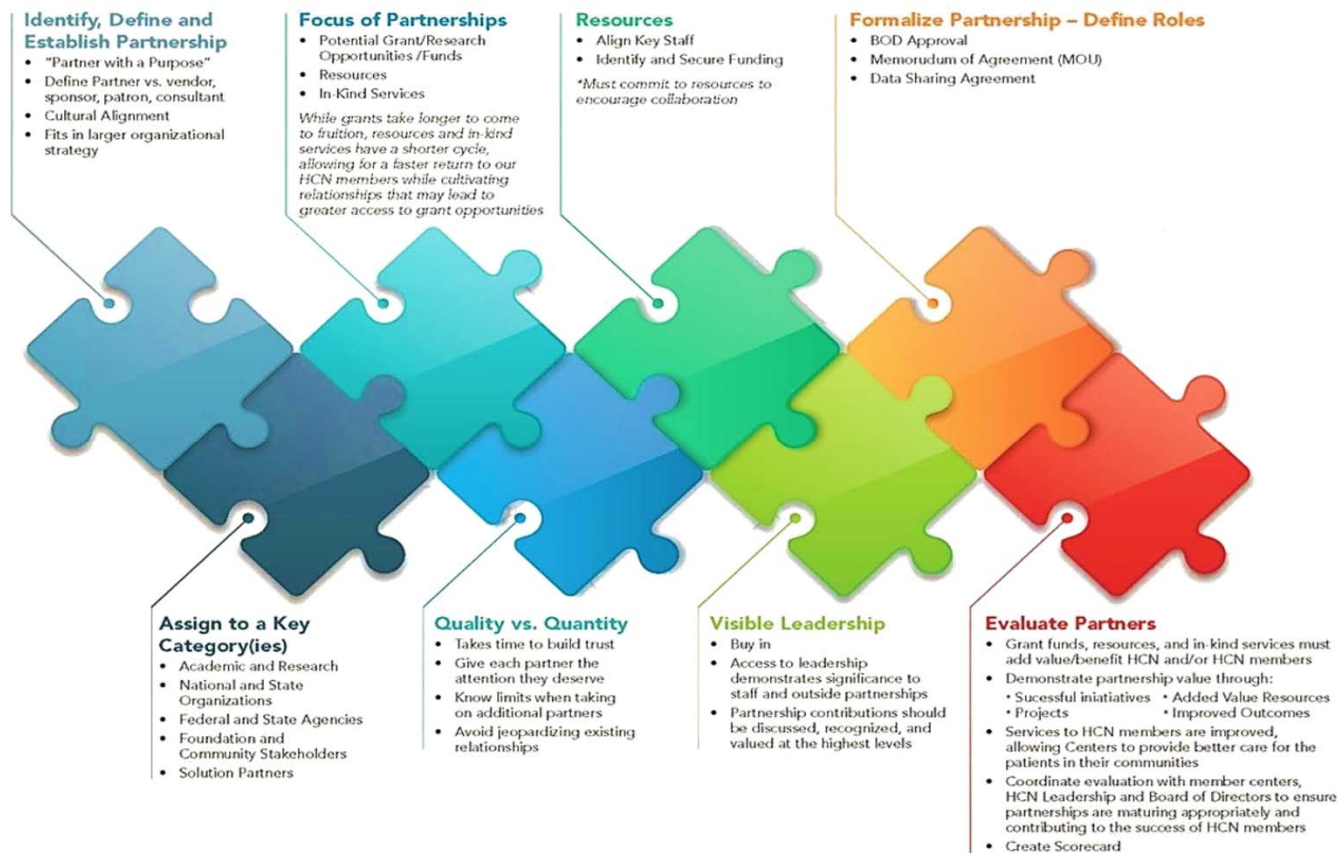 Identify, Define and
Establish Partnership
• "Partner with a Purpose"
• Define Partner vs. vendor,
sponsor, patron, consultant
• Cultural Alignment
• Fits in larger organizational
strategy
Focus of Partnerships
• Potential Grant/Research
Opportunities /Funds
• Resources
• In-Kind Services
While grants take longer to come
to fruition, resources and in-kind
services have a shorter cycle,
allowing for a faster return to our
HCN members while cultivating
relationships that may lead to
greater access to grant opportunities
Resources
• Align Key Staff
• Identify and Secure Funding
*Must commit to resources to
encourage collaboration
Formalize Partnership – Define Roles
• BOD Approval
• Memorudum of Agreement (MOU)
• Data Sharing Agreement
Assign to a Key
Category(ies)
• Academic and Research
• National and State
Organizations
• Federal and State Agencies
• Foundation and
Community Stakeholders
• Solution Partners
Quality vs. Quantity
• Takes time to build trust
• Give each partner the
attention they deserve
• Know limits when taking
on additional partners
• Avoid jeopardizing existing
relationships
Visible Leadership
• Buy in
• Access to leadership
demonstrates significance to
staff and outside partnerships
• Partnership contributions should
be discussed, recognized, and
valued at the highest levels
Evaluate Partners
• Grant funds, resources, and in-kind services must
add value/benefit HCN and/or HCN members
• Demonstrate partnership value through:
• Sucessful iniatiatives • Added Value Resources
• Projects • Improved Outcomes
• Services to HCN members are improved,
allowing Centers to provide better care for the
patients in their communities
• Coordinate evaluation with member centers,
HCN Leadership and Board of Directors to ensure
partnerships are maturing appropriately and
contributing to the success of HCN members
• Create Scorecard